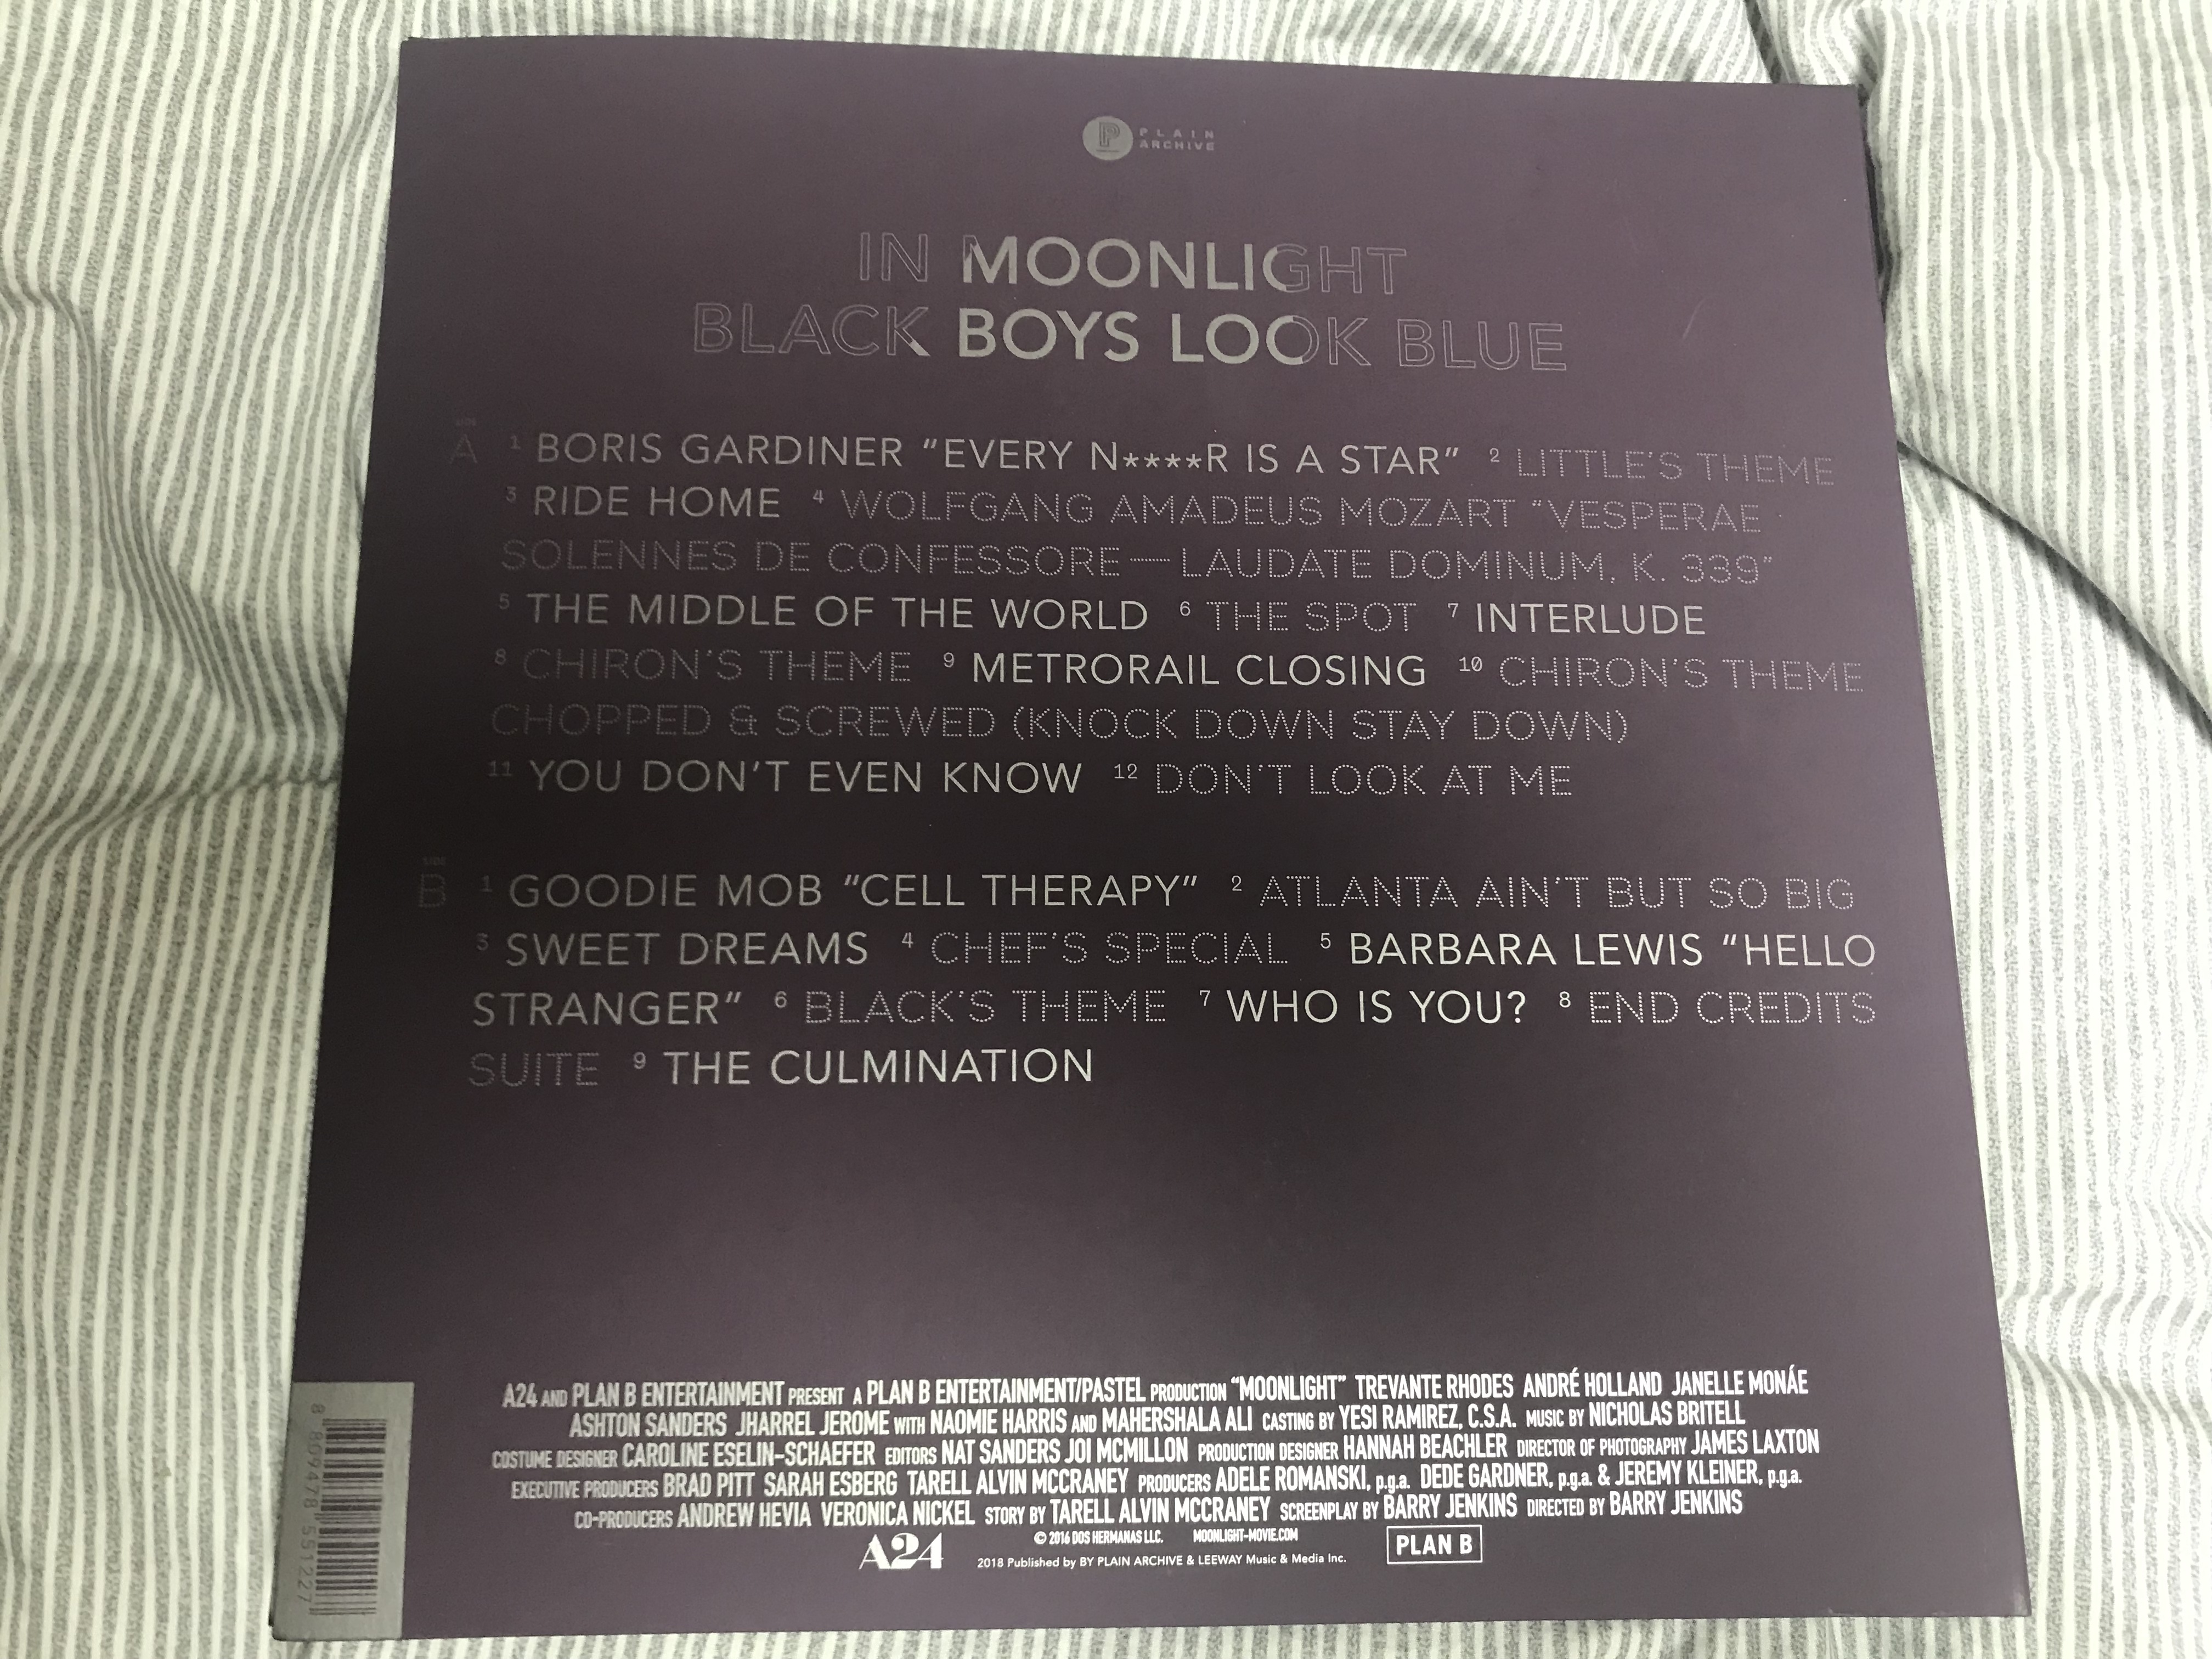 PLAIN
ARCHIVE
IN MOONLIGHT
BLACK BOYS LOOK BLUE
SIDE
A 1 BORIS GARDINER “EVERY N****R IS A STAR” 2 LITTLE'S THEME
3 RIDE HOME 4 WOLFGANG AMADEUS MOZART “VESPERAE
SOLENNES DE CONFESSORE—LAUDATE DOMINUM, K. 339”
5 THE MIDDLE OF THE WORLD 6 THE SPOT 7 INTERLUDE
8 CHIRON'S THEME 9 METRORAIL CLOSING 10 CHIRON'S THEME
CHOPPED & SCREWED (KNOCK DOWN STAY DOWN)
11 YOU DON'T EVEN KNOW 12 DON'T LOOK AT ME
SIDE
B 1 GOODIE MOB “CELL THERAPY” 2 ATLANTA AIN'T BUT SO BIG
3 SWEET DREAMS 4 CHEF'S SPECIAL 5 BARBARA LEWIS “HELLO
STRANGER” 6 BLACK'S THEME 7 WHO IS YOU? 8 END CREDITS
SUITE 9 THE CULMINATION
A24 AND PLAN B ENTERTAINMENT PRESENT A PLAN B ENTERTAINMENT/PASTEL PRODUCTION “MOONLIGHT” TREVANTE RHODES ANDRÉ HOLLAND JANELLE MONÁE
ASHTON SANDERS JHARREL JEROME WITH NAOMIE HARRIS AND MAHERSHALA ALI CASTING BY YESI RAMIREZ, C.S.A. MUSIC BY NICHOLAS BRITELL
COSTUME DESIGNER CAROLINE ESELIN-SCHAEFER EDITORS NAT SANDERS JOI MCMILLON PRODUCTION DESIGNER HANNAH BEACHLER DIRECTOR OF PHOTOGRAPHY JAMES LAXTON
EXECUTIVE PRODUCERS BRAD PITT SARAH ESBERG TARELL ALVIN MCCRANEY PRODUCERS ADELE ROMANSKI, p.g.a. DEDE GARDNER, p.g.a. & JEREMY KLEINER, p.g.a.
CO-PRODUCERS ANDREW HEVIA VERONICA NICKEL STORY BY TARELL ALVIN MCCRANEY SCREENPLAY BY BARRY JENKINS DIRECTED BY BARRY JENKINS
© 2016 DOS HERMANAS LLC. MOONLIGHT-MOVIE.COM
A24 2018 Published by BY PLAIN ARCHIVE & LEEWAY Music & Media Inc. PLAN B
8 809478 551227